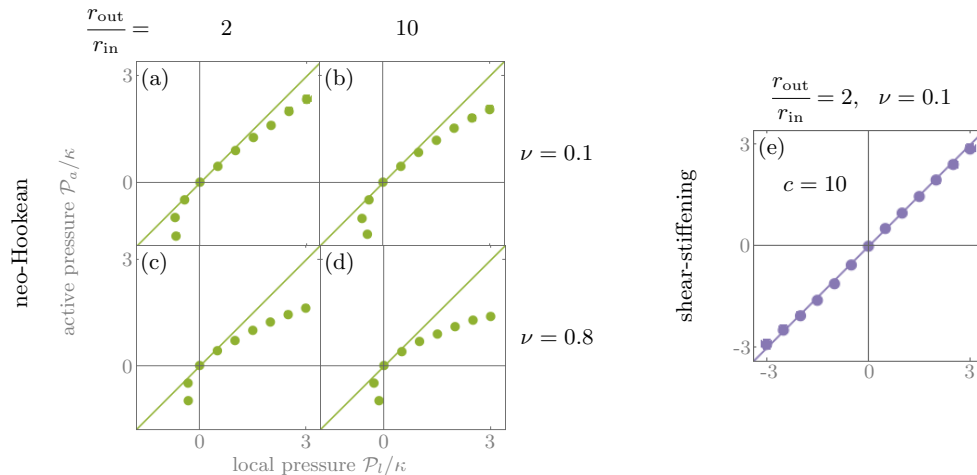 r_out/r_in = 2 10
(a) (b)
3
0
ν = 0.1
(c) (d)
3
0
ν = 0.8
0 3 0 3
local pressure 𝒫_l/κ
active pressure 𝒫_a/κ
neo-Hookean
r_out/r_in = 2, ν = 0.1
(e)
c = 10
3
0
-3
-3 0 3
shear-stiffening